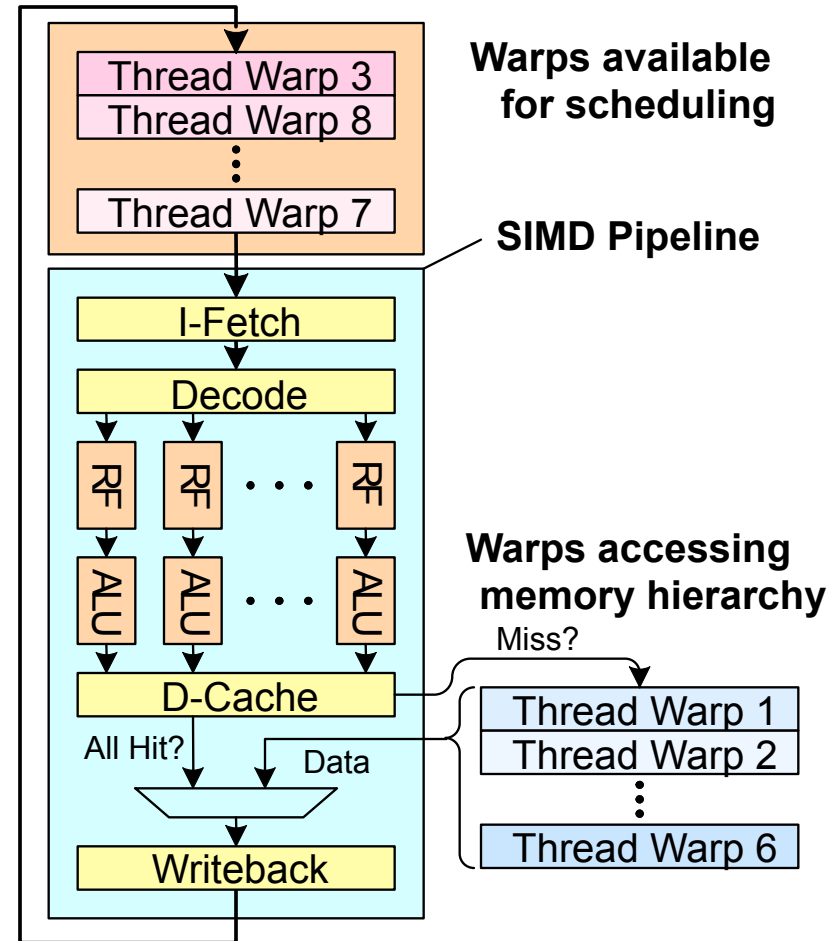 Warps available
for scheduling
Thread Warp 3
Thread Warp 8
Thread Warp 7
SIMD Pipeline
I-Fetch
Decode
RF
RF
RF
ALU
ALU
ALU
Warps accessing
memory hierarchy
Miss?
D-Cache
Thread Warp 1
Thread Warp 2
Thread Warp 6
All Hit?
Data
Writeback